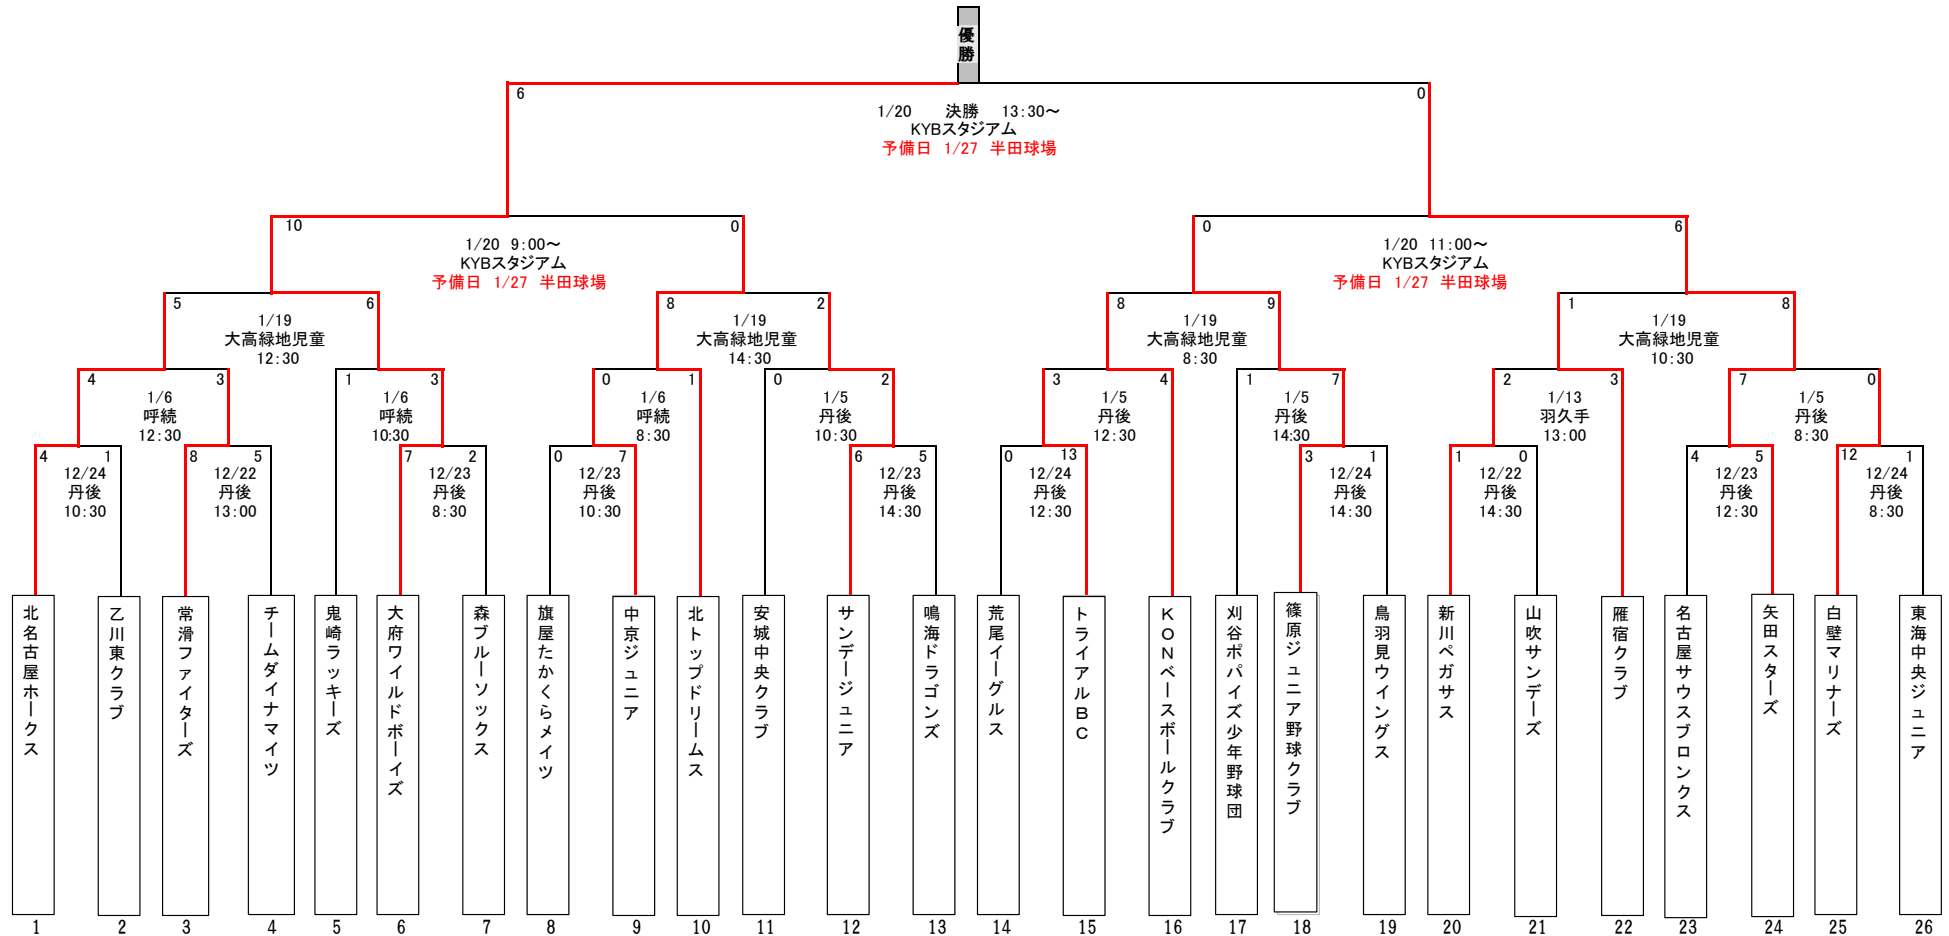 優勝
6
0
1/20 決勝 13:30～
KYBスタジアム
予備日 1/27 半田球場
10
0
0
6
1/20 9:00～
KYBスタジアム
予備日 1/27 半田球場
1/20 11:00～
KYBスタジアム
予備日 1/27 半田球場
5
6
8
2
8
9
1
8
1/19
大高緑地児童
12:30
1/19
大高緑地児童
14:30
1/19
大高緑地児童
8:30
1/19
大高緑地児童
10:30
4
3
1
3
0
1
0
2
3
4
1
7
2
3
7
0
1/6
呼続
12:30
1/6
呼続
10:30
1/6
呼続
8:30
1/5
丹後
10:30
1/5
丹後
12:30
1/5
丹後
14:30
1/13
羽久手
13:00
1/5
丹後
8:30
4
1
8
5
7
2
0
7
6
5
0
13
3
1
1
0
4
5
12
1
12/24
丹後
10:30
12/22
丹後
13:00
12/23
丹後
8:30
12/23
丹後
10:30
12/23
丹後
14:30
12/24
丹後
12:30
12/24
丹後
14:30
12/22
丹後
14:30
12/23
丹後
12:30
12/24
丹後
8:30
北名古屋ホークス
乙川東クラブ
常滑ファイターズ
チームダイナマイツ
鬼崎ラッキーズ
大府ワイルドボーイズ
森ブルーソックス
旗屋たかくらメイツ
中京ジュニア
北トップドリームス
安城中央クラブ
サンデージュニア
鳴海ドラゴンズ
荒尾イーグルス
トライアルBC
KONベースボールクラブ
刈谷ポパイズ少年野球団
篠原ジュニア野球クラブ
鳥羽見ウイングス
新川ペガサス
山吹サンデーズ
雁宿クラブ
名古屋サウスブロンクス
矢田スターズ
白壁マリナーズ
東海中央ジュニア
1
2
3
4
5
6
7
8
9
10
11
12
13
14
15
16
17
18
19
20
21
22
23
24
25
26